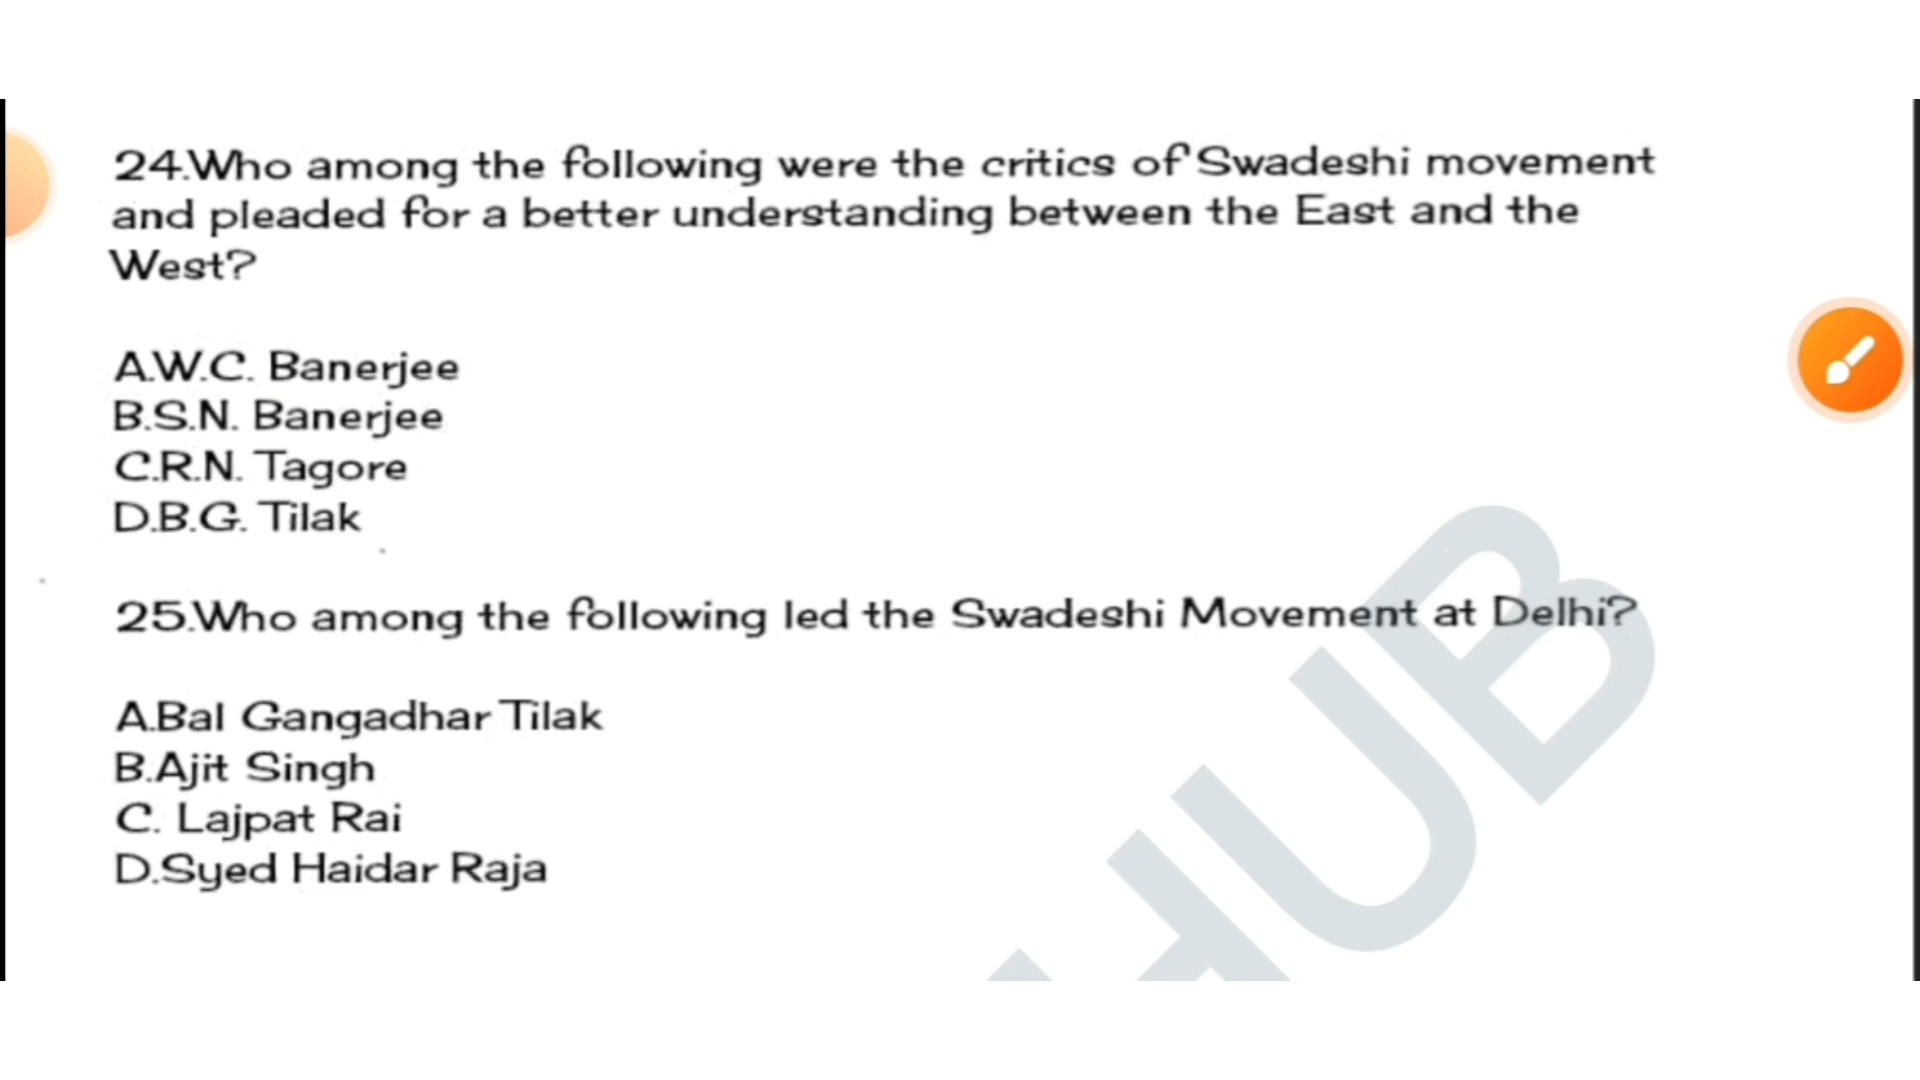 24.Who among the following were the critics of Swadeshi movement
and pleaded for a better understanding between the East and the
West?
A.W.C. Banerjee
B.S.N. Banerjee
C.R.N. Tagore
D.B.G. Tilak
25.Who among the following led the Swadeshi Movement at Delhi?
A.Bal Gangadhar Tilak
B.Ajit Singh
C. Lajpat Rai
D.Syed Haidar Raja
HUB